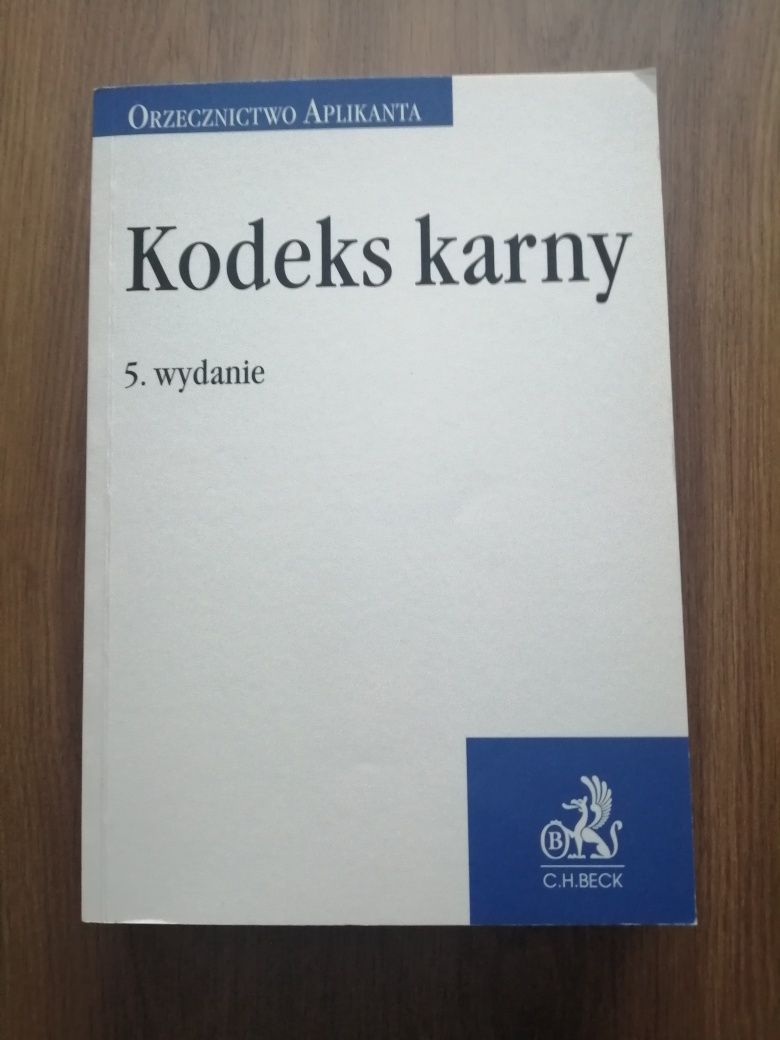 ORZECZNICTWO APLIKANTA
Kodeks karny
5. wydanie
B
C.H.BECK